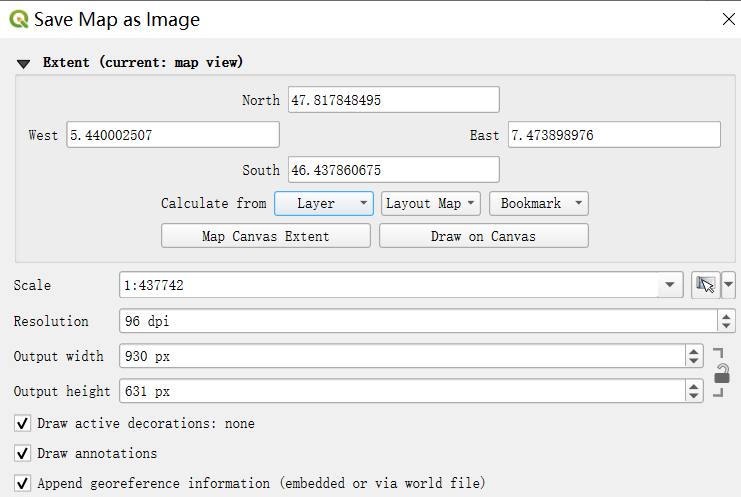 Save Map as Image
Extent (current: map view)
North 47.817848495
West 5.440002507 East 7.473898976
South 46.437860675
Calculate from Layer Layout Map Bookmark
Map Canvas Extent Draw on Canvas
Scale 1:437742
Resolution 96 dpi
Output width 930 px
Output height 631 px
Draw active decorations: none
Draw annotations
Append georeference information (embedded or via world file)